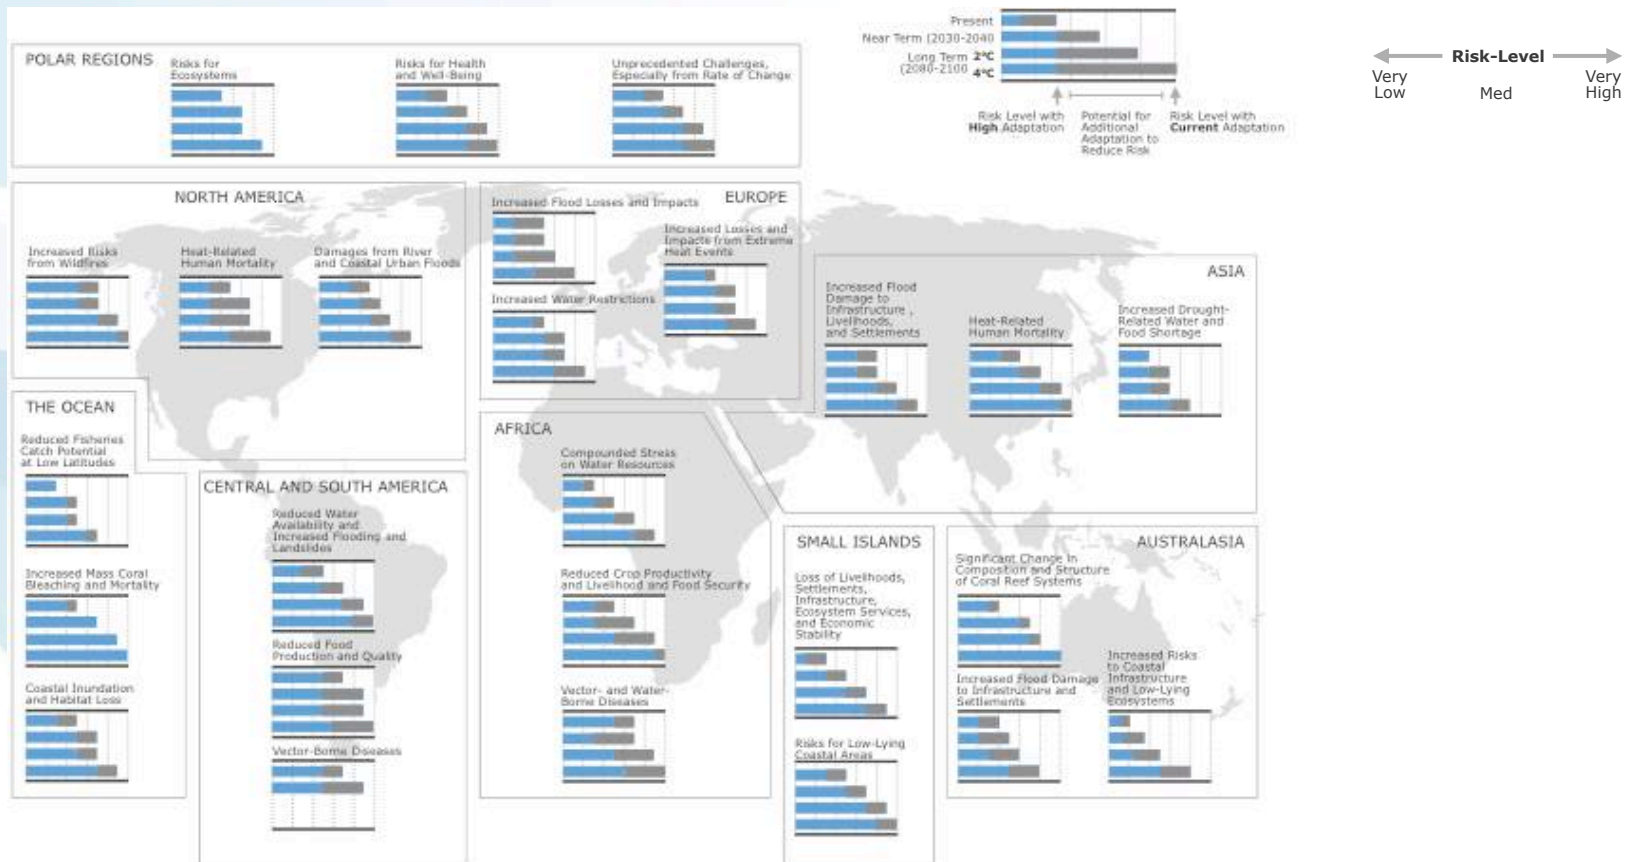 Present
Near Term (2030-2040
Long Term 2°C
(2080-2100 4°C
Risk Level with
High Adaptation
Potential for
Additional
Adaptation to
Reduce Risk
Risk Level with
Current Adaptation
Risk-Level
Very
Low
Med
Very
High
POLAR REGIONS
Risks for
Ecosystems
Risks for Health
and Well-Being
Unprecedented Challenges,
Especially from Rate of Change
NORTH AMERICA
Increased Risks
from Wildfires
Heat-Related
Human Mortality
Damages from River
and Coastal Urban Floods
EUROPE
Increased Flood Losses and Impacts
Increased Losses and
Impacts from Extreme
Heat Events
Increased Water Restrictions
ASIA
Increased Flood
Damage to
Infrastructure ,
Livelihoods,
and Settlements
Heat-Related
Human Mortality
Increased Drought-
Related Water and
Food Shortage
THE OCEAN
Reduced Fisheries
Catch Potential
at Low Latitudes
Increased Mass Coral
Bleaching and Mortality
Coastal Inundation
and Habitat Loss
CENTRAL AND SOUTH AMERICA
Reduced Water
Availability and
Increased Flooding and
Landslides
Reduced Food
Production and Quality
Vector-Borne Diseases
AFRICA
Compounded Stress
on Water Resources
Reduced Crop Productivity
and Livelihood and Food Security
Vector- and Water-
Borne Diseases
SMALL ISLANDS
Loss of Livelihoods,
Settlements,
Infrastructure,
Ecosystem Services,
and Economic
Stability
Risks for Low-Lying
Coastal Areas
AUSTRALASIA
Significant Change in
Composition and Structure
of Coral Reef Systems
Increased Flood Damage
to Infrastructure and
Settlements
Increased Risks
to Coastal
Infrastructure
and Low-Lying
Ecosystems